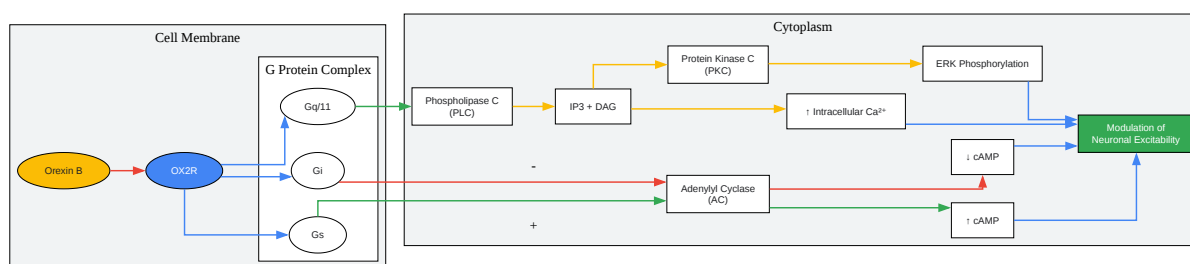 Cell Membrane
G Protein Complex
Orexin B
OX2R
Gq/11
Gi
Gs
Cytoplasm
Phospholipase C
(PLC)
IP3 + DAG
Protein Kinase C
(PKC)
ERK Phosphorylation
↑ Intracellular Ca²⁺
-
+
Adenylyl Cyclase
(AC)
↓ cAMP
↑ cAMP
Modulation of
Neuronal Excitability